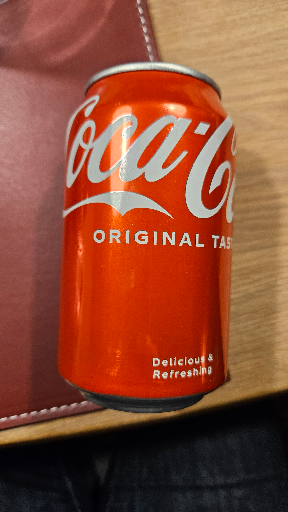 Coca-C
ORIGINAL TAS
Delicious &
Refreshing